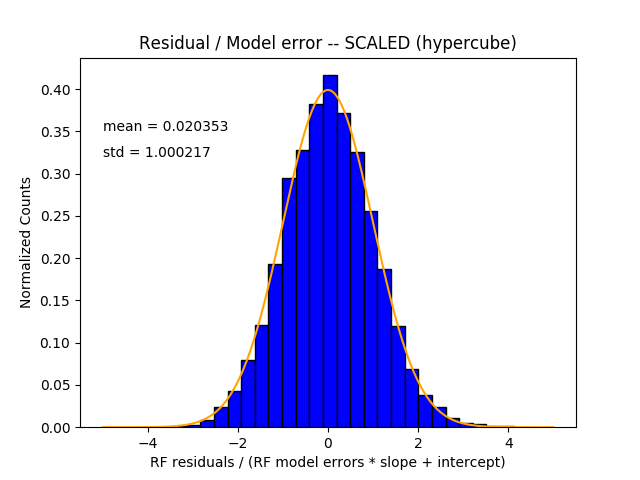 Residual / Model error -- SCALED (hypercube)
mean = 0.020353
std = 1.000217
Normalized Counts
0.40
0.35
0.30
0.25
0.20
0.15
0.10
0.05
0.00
−4 −2 0 2 4
RF residuals / (RF model errors * slope + intercept)